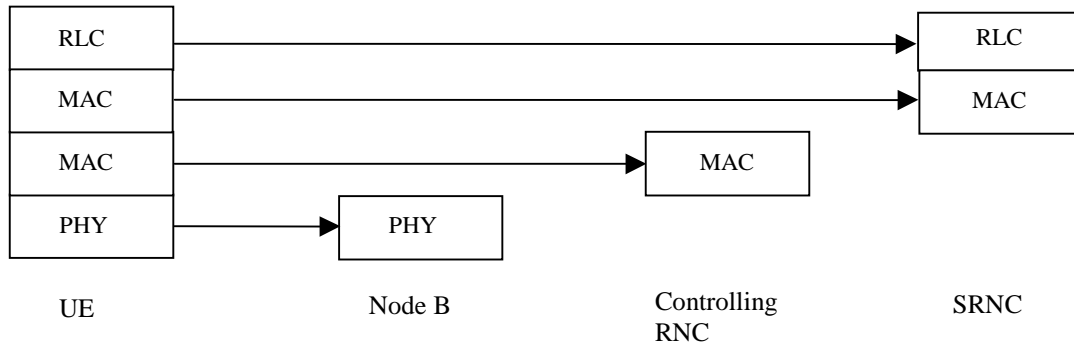 RLC
RLC
MAC
MAC
MAC
MAC
PHY
PHY
UE
Node B
Controlling
RNC
SRNC